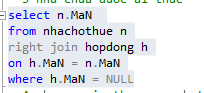 select n.MaN
from nhachothue n
right join hopdong h
on h.MaN = n.MaN
where h.MaN = NULL